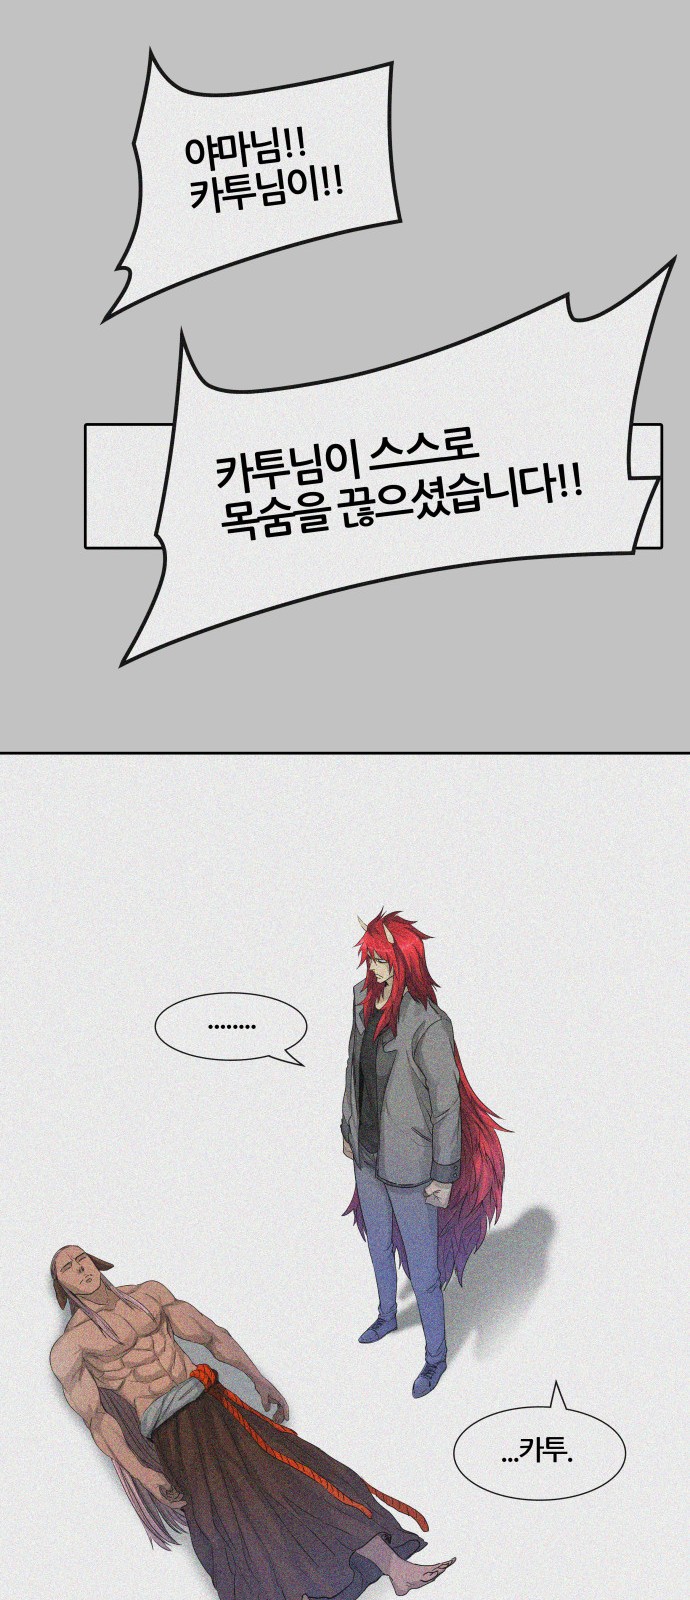 야마님!!
카투님이!!
카투님이 스스로
목숨을 끊으셨습니다!!
........
...카투.